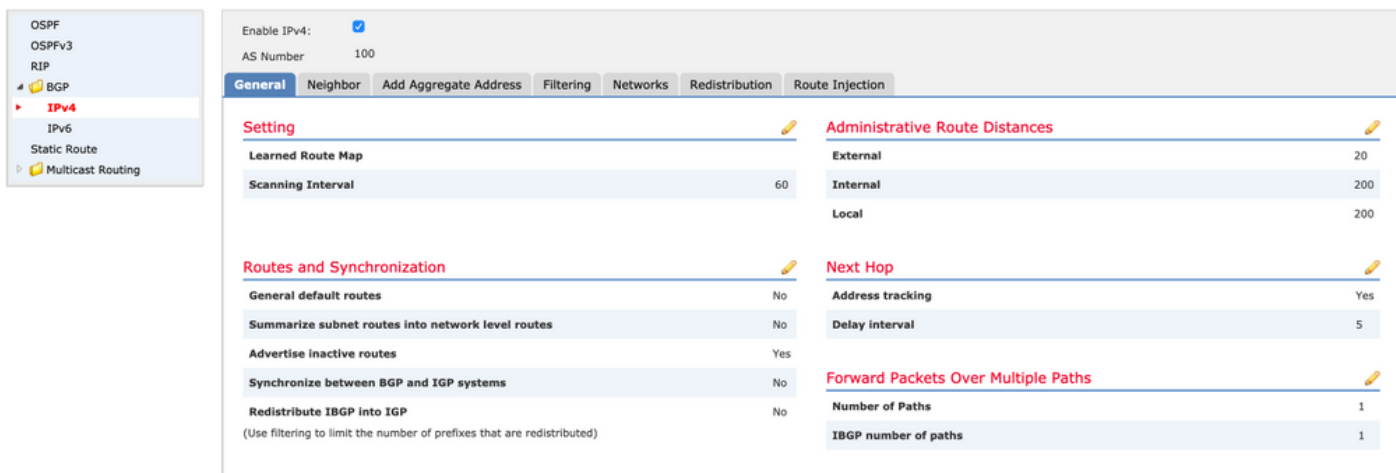 OSPF
OSPFv3
RIP
BGP
IPv4
IPv6
Static Route
Multicast Routing
Enable IPv4:
AS Number 100
General Neighbor Add Aggregate Address Filtering Networks Redistribution Route Injection
Setting
Learned Route Map
Scanning Interval 60
Administrative Route Distances
External 20
Internal 200
Local 200
Routes and Synchronization
General default routes No
Summarize subnet routes into network level routes No
Advertise inactive routes Yes
Synchronize between BGP and IGP systems No
Redistribute IBGP into IGP No
(Use filtering to limit the number of prefixes that are redistributed)
Next Hop
Address tracking Yes
Delay interval 5
Forward Packets Over Multiple Paths
Number of Paths 1
IBGP number of paths 1